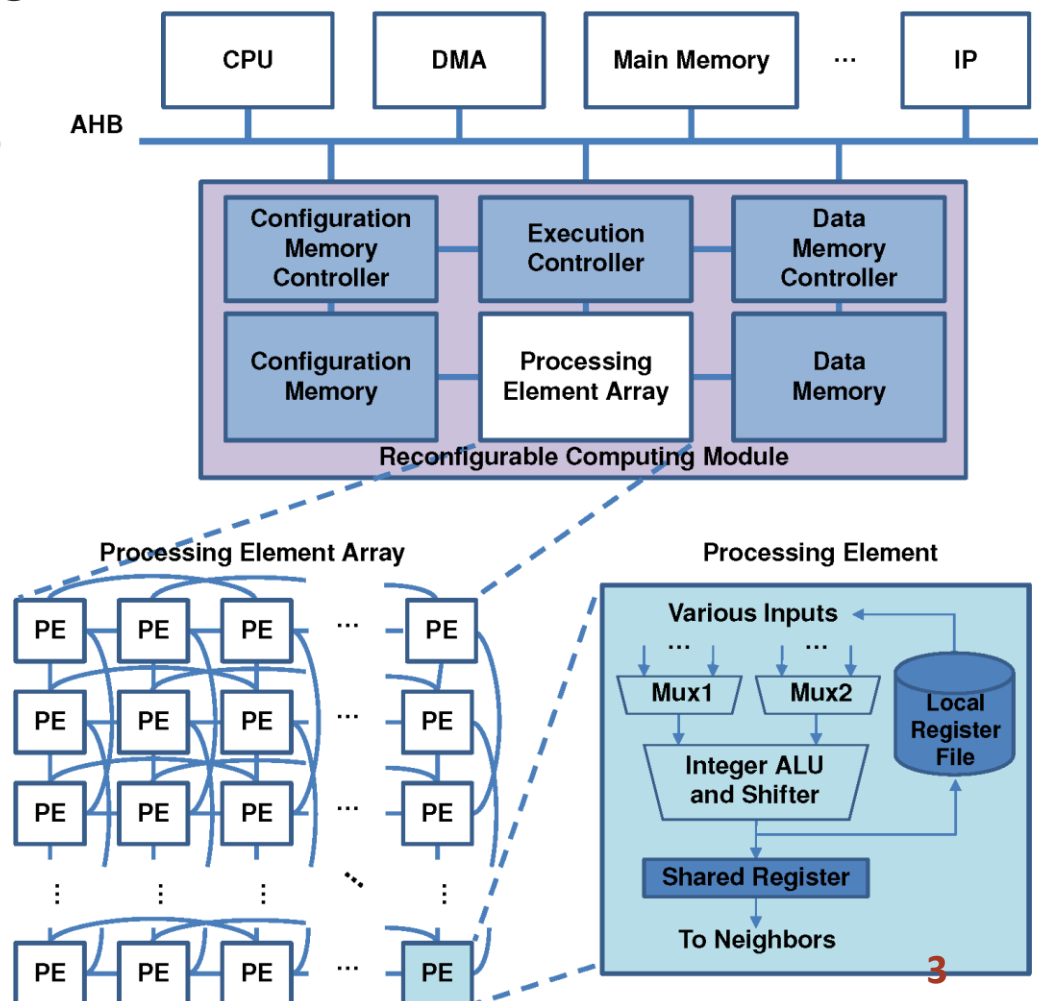 CPU
DMA
Main Memory
...
IP
AHB
Configuration
Memory
Controller
Execution
Controller
Data
Memory
Controller
Configuration
Memory
Processing
Element Array
Data
Memory
Reconfigurable Computing Module
Processing Element Array
PE PE PE ... PE
PE PE PE ... PE
PE PE PE ... PE
... ... ... ... ...
PE PE PE ... PE
Processing Element
Various Inputs
... ...
Mux1 Mux2
Local
Register
File
Integer ALU
and Shifter
Shared Register
To Neighbors
3